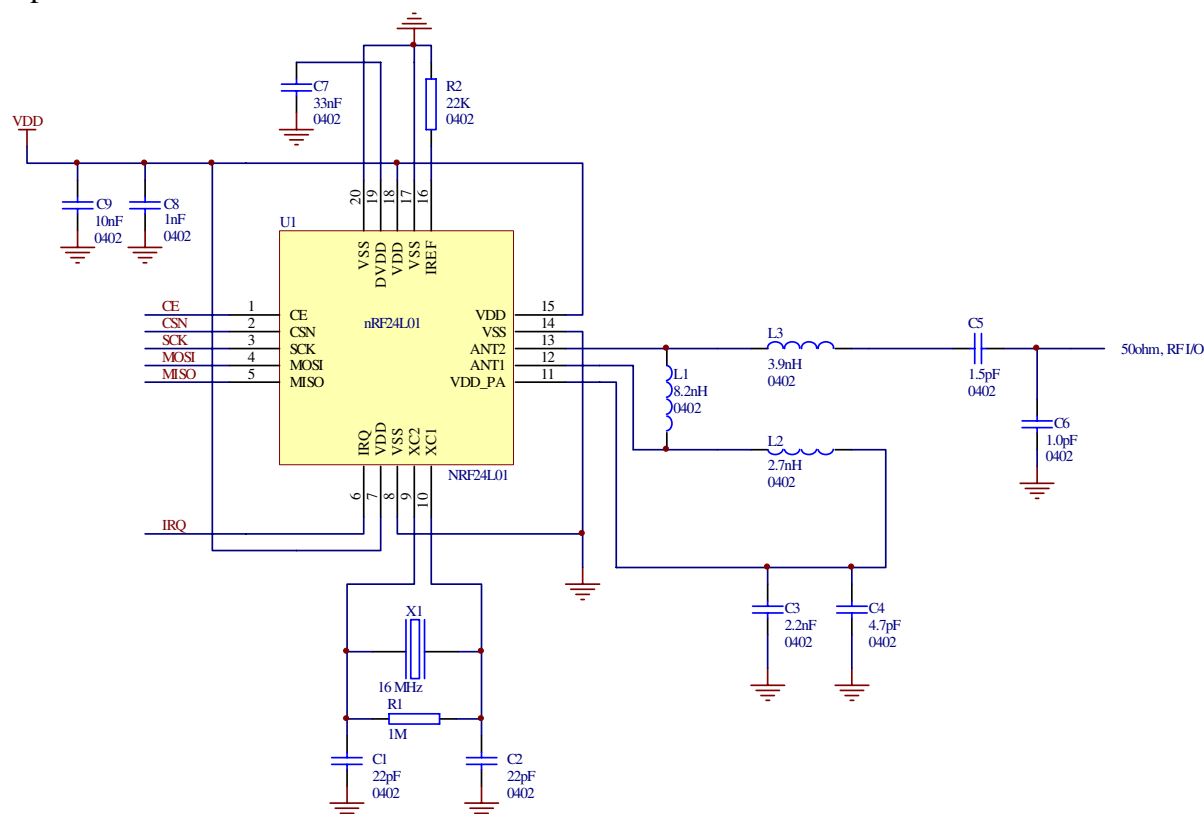 C7
33nF
0402
R2
22K
0402
VDD
C9
10nF
0402
C8
1nF
0402
20
19
18
17
16
U1
VSS
DVDD
VDD
VSS
IREF
nRF24L01
CE
1
CE
CSN
2
CSN
SCK
3
SCK
MOSI
4
MOSI
MISO
5
MISO
VDD
15
VSS
14
ANT2
13
ANT1
12
VDD_PA
11
L3
3.9nH
0402
C5
1.5pF
0402
50ohm, RF I/O
L1
8.2nH
0402
C6
1.0pF
0402
L2
2.7nH
0402
IRQ
VDD
VSS
XC2
XC1
NRF24L01
6
7
8
9
10
IRQ
C3
2.2nF
0402
C4
4.7pF
0402
X1
16 MHz
R1
1M
C1
22pF
0402
C2
22pF
0402